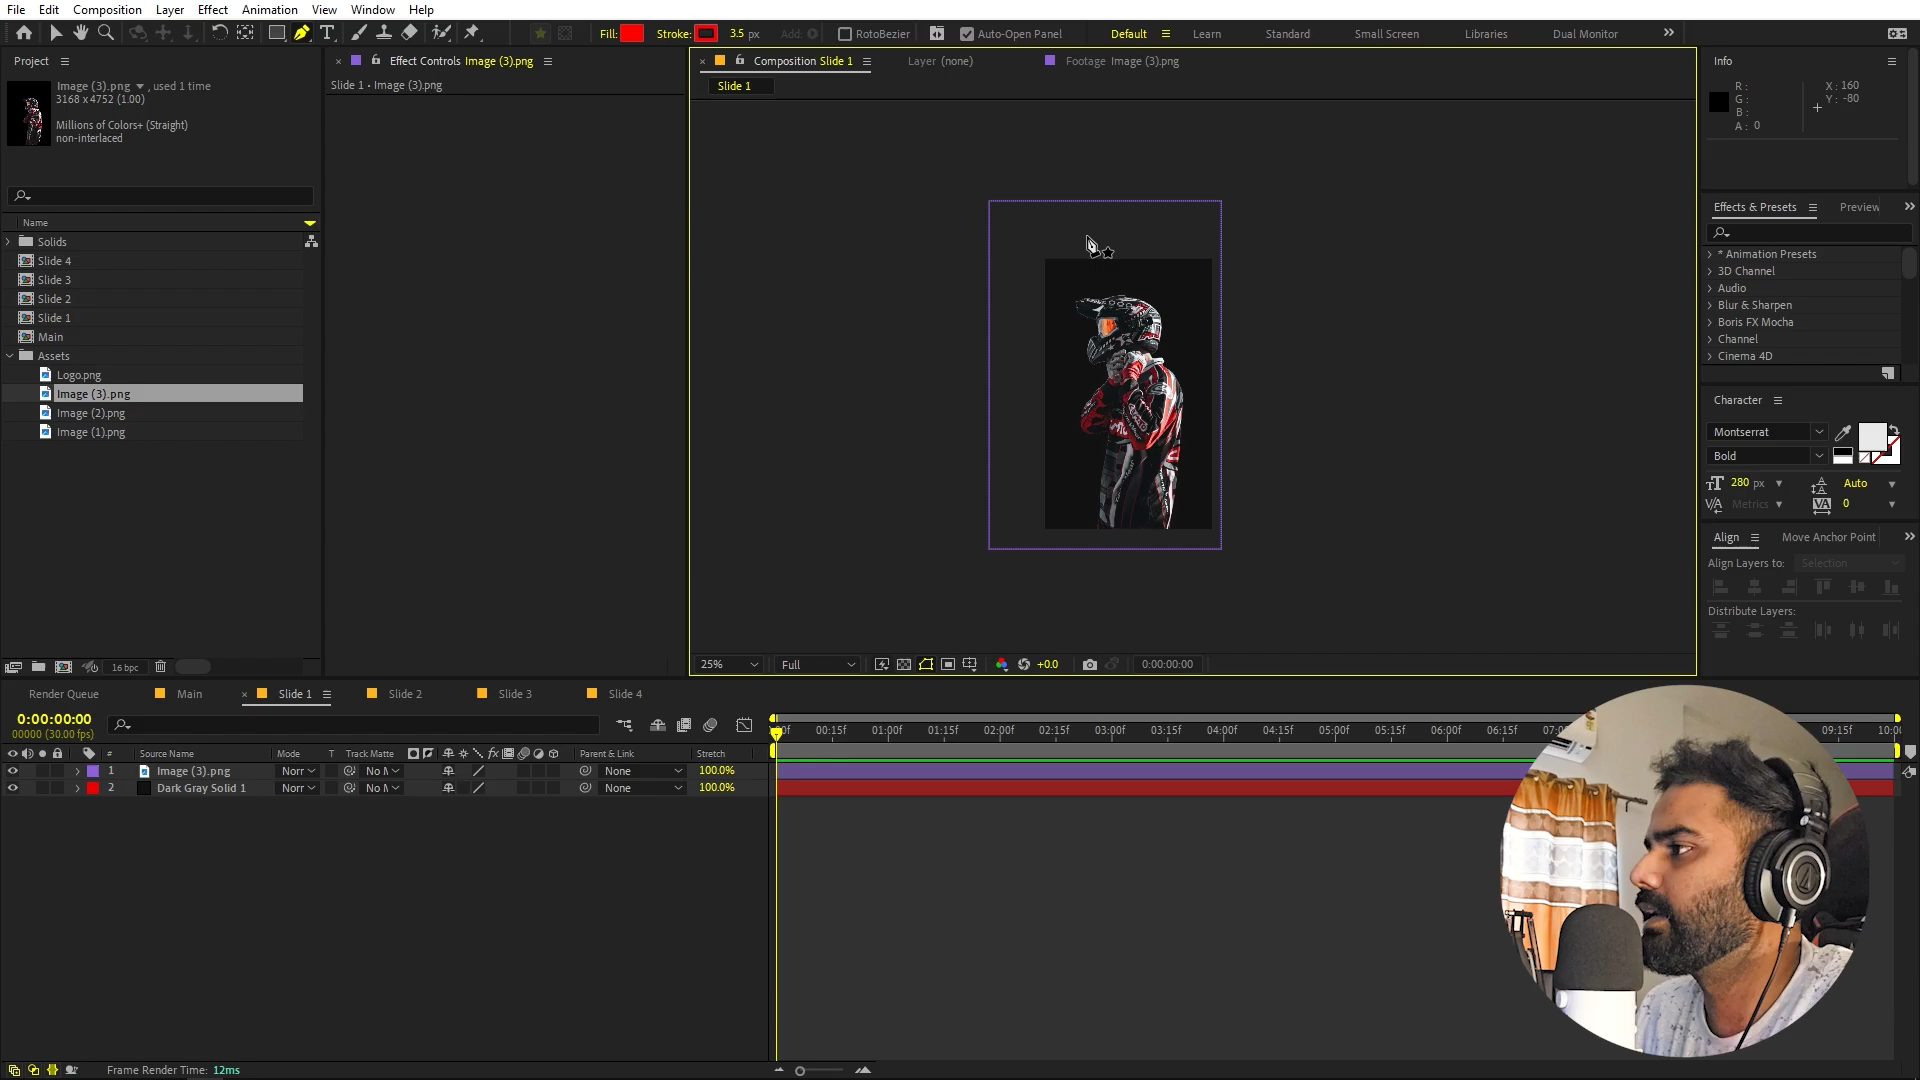 File Edit Composition Layer Effect Animation View Window Help
Fill: Stroke: 3.5 px Add: RotoBezier Auto-Open Panel Default Learn Standard Small Screen Libraries Dual Monitor
Project
Image (3).png , used 1 time
3168 x 4752 (1.00)
Millions of Colors+ (Straight)
non-interlaced
Name
Solids
Slide 4
Slide 3
Slide 2
Slide 1
Main
Assets
Logo.png
Image (3).png
Image (2).png
Image (1).png
16 bpc
Effect Controls Image (3).png
Slide 1 • Image (3).png
Composition Slide 1 Layer (none) Footage Image (3).png
Slide 1
25% Full +0.0 0:00:00:00
Info
R: X: 160
G: Y: -80
B:
A: 0
Effects & Presets Preview
* Animation Presets
3D Channel
Audio
Blur & Sharpen
Boris FX Mocha
Channel
Cinema 4D
Character
Montserrat
Bold
280 px Auto
Metrics 0
Align Move Anchor Point
Align Layers to: Selection
Distribute Layers:
Render Queue Main Slide 1 Slide 2 Slide 3 Slide 4
0:00:00:00
00000 (30.00 fps)
# Source Name Mode T Track Matte Parent & Link Stretch
1 Image (3).png Norr No M None 100.0%
2 Dark Gray Solid 1 Norr No M None 100.0%
00f 00:15f 01:00f 01:15f 02:00f 02:15f 03:00f 03:15f 04:00f 04:15f 05:00f 05:15f 06:00f 06:15f 09:15f 10:00
Frame Render Time: 12ms